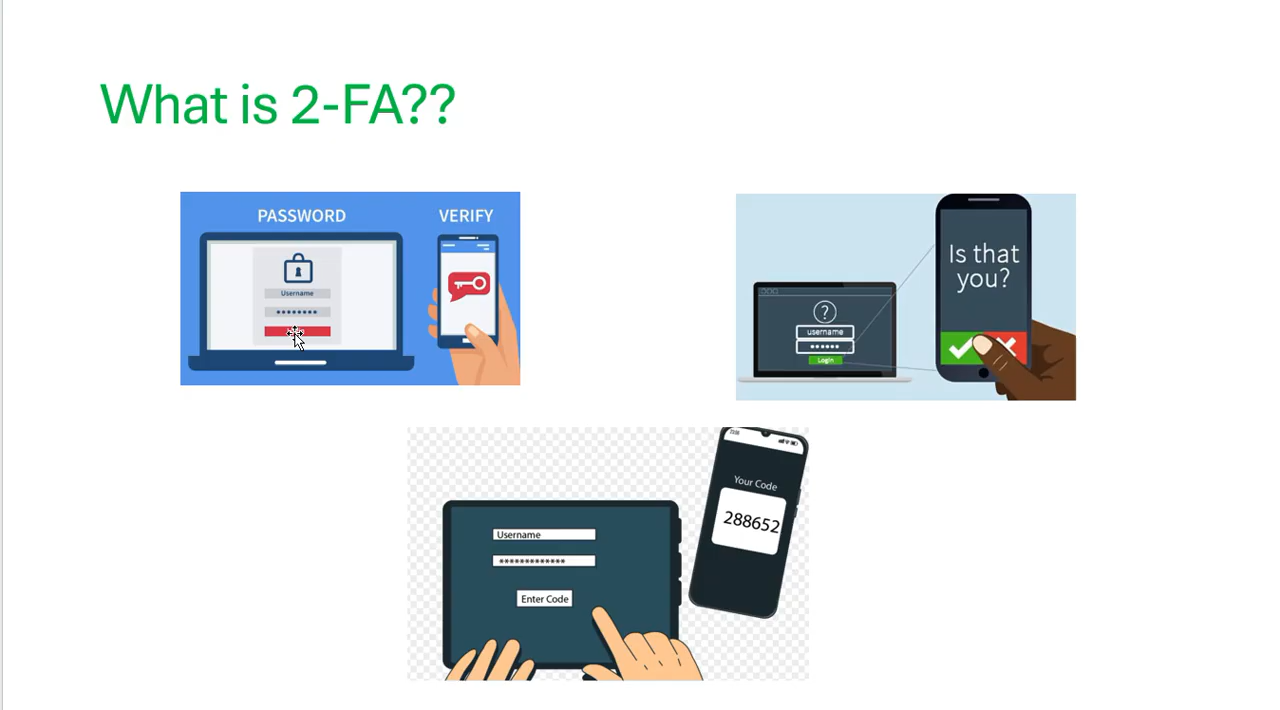 What is 2-FA??
PASSWORD
VERIFY
Username
••••••••
Is that
you?
?
username
••••••
Login
Your Code
288652
Username
*************
Enter Code